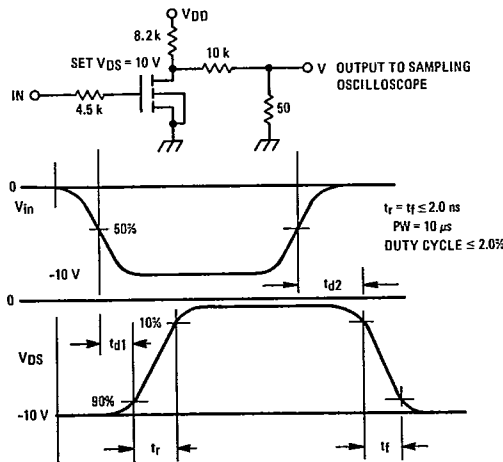 VDD
8.2k
SET VDS = 10 V
10 k
V OUTPUT TO SAMPLING
OSCILLOSCOPE
IN
4.5 k
50
0
Vin
50%
tr = tf ≤ 2.0 ns
PW = 10 μs
DUTY CYCLE ≤ 2.0%
-10 V
td2
0
10%
td1
VDS
90%
-10 V
tr
tf